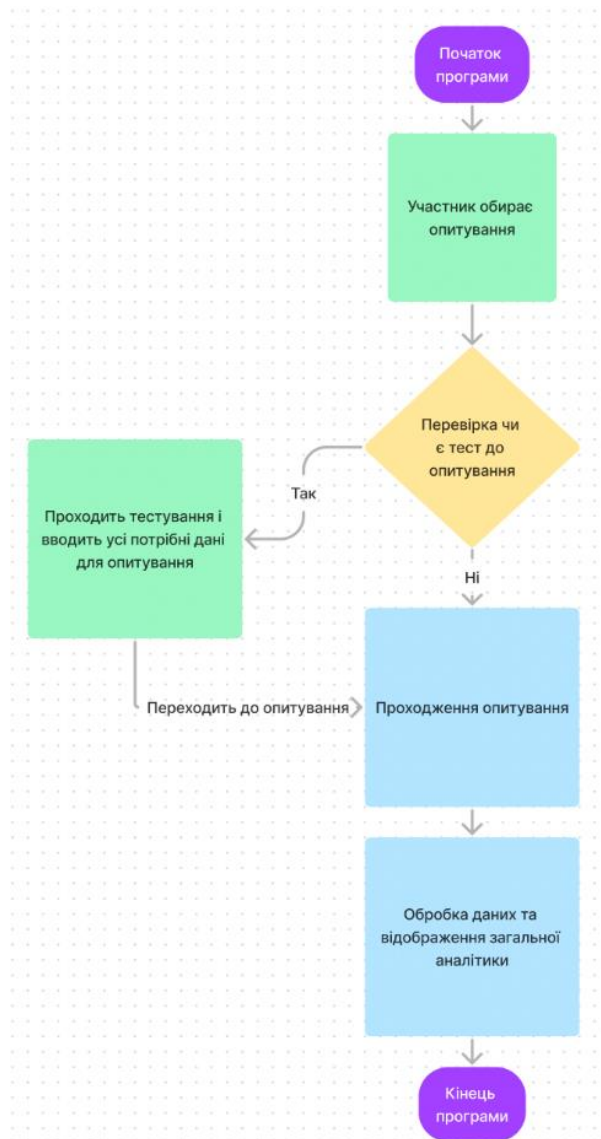 Початок
програми
Участник обирає
опитування
Перевірка чи
є тест до
опитування
Так
Проходить тестування і
вводить усі потрібні дані
для опитування
Ні
Переходить до опитування
Проходження опитування
Обробка даних та
відображення загальної
аналітики
Кінець
програми